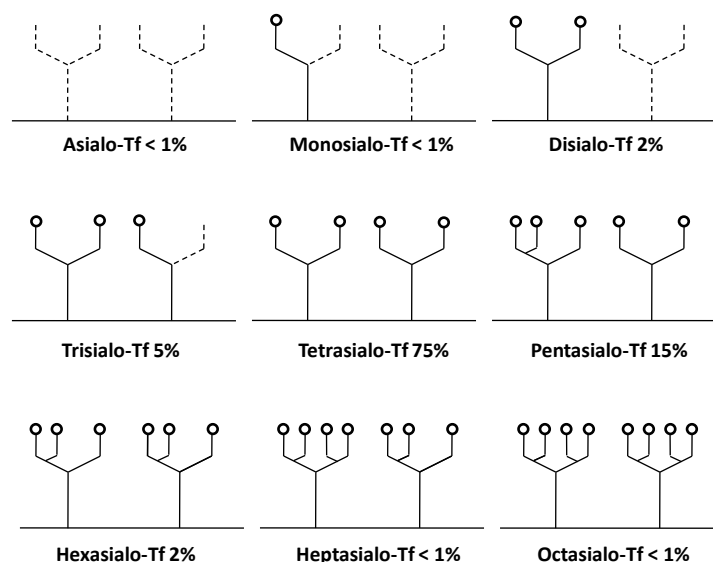 Asialo-Tf < 1%
Monosialo-Tf < 1%
Disialo-Tf 2%
Trisialo-Tf 5%
Tetrasialo-Tf 75%
Pentasialo-Tf 15%
Hexasialo-Tf 2%
Heptasialo-Tf < 1%
Octasialo-Tf < 1%